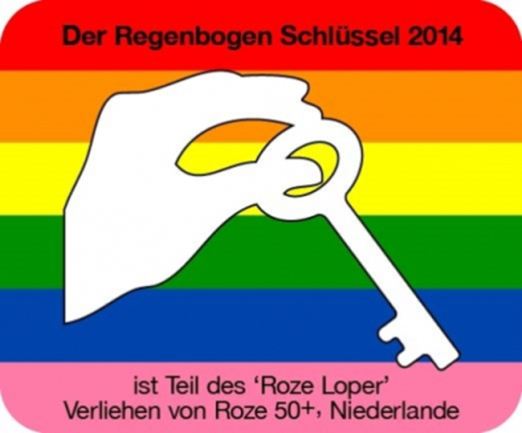 Der Regenbogen Schlüssel 2014
ist Teil des ‘Roze Loper’
Verliehen von Roze 50+, Niederlande